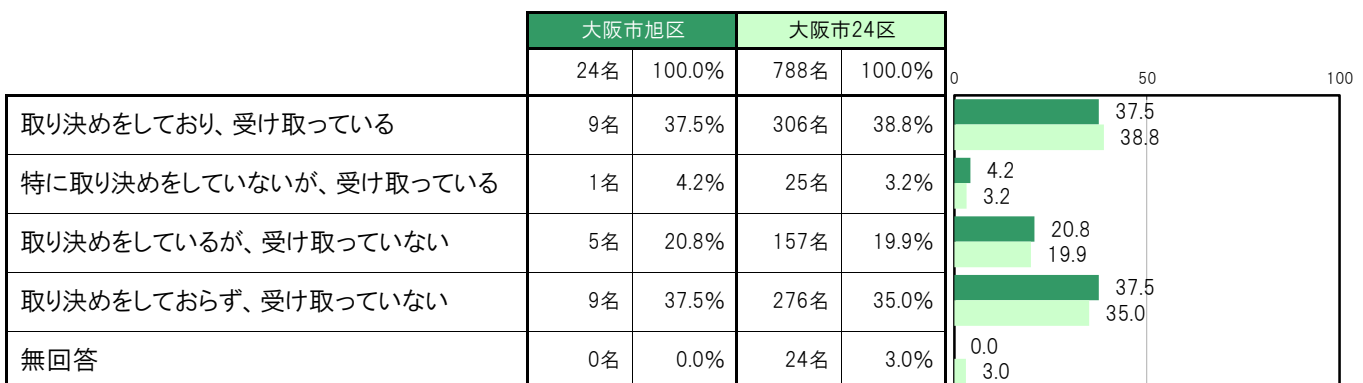 大阪市旭区 大阪市24区
24名 100.0% 788名 100.0% 0 50 100
取り決めをしており、受け取っている 9名 37.5% 306名 38.8% 37.5
38.8
特に取り決めをしていないが、受け取っている 1名 4.2% 25名 3.2% 4.2
3.2
取り決めをしているが、受け取っていない 5名 20.8% 157名 19.9% 20.8
19.9
取り決めをしておらず、受け取っていない 9名 37.5% 276名 35.0% 37.5
35.0
無回答 0名 0.0% 24名 3.0% 0.0
3.0